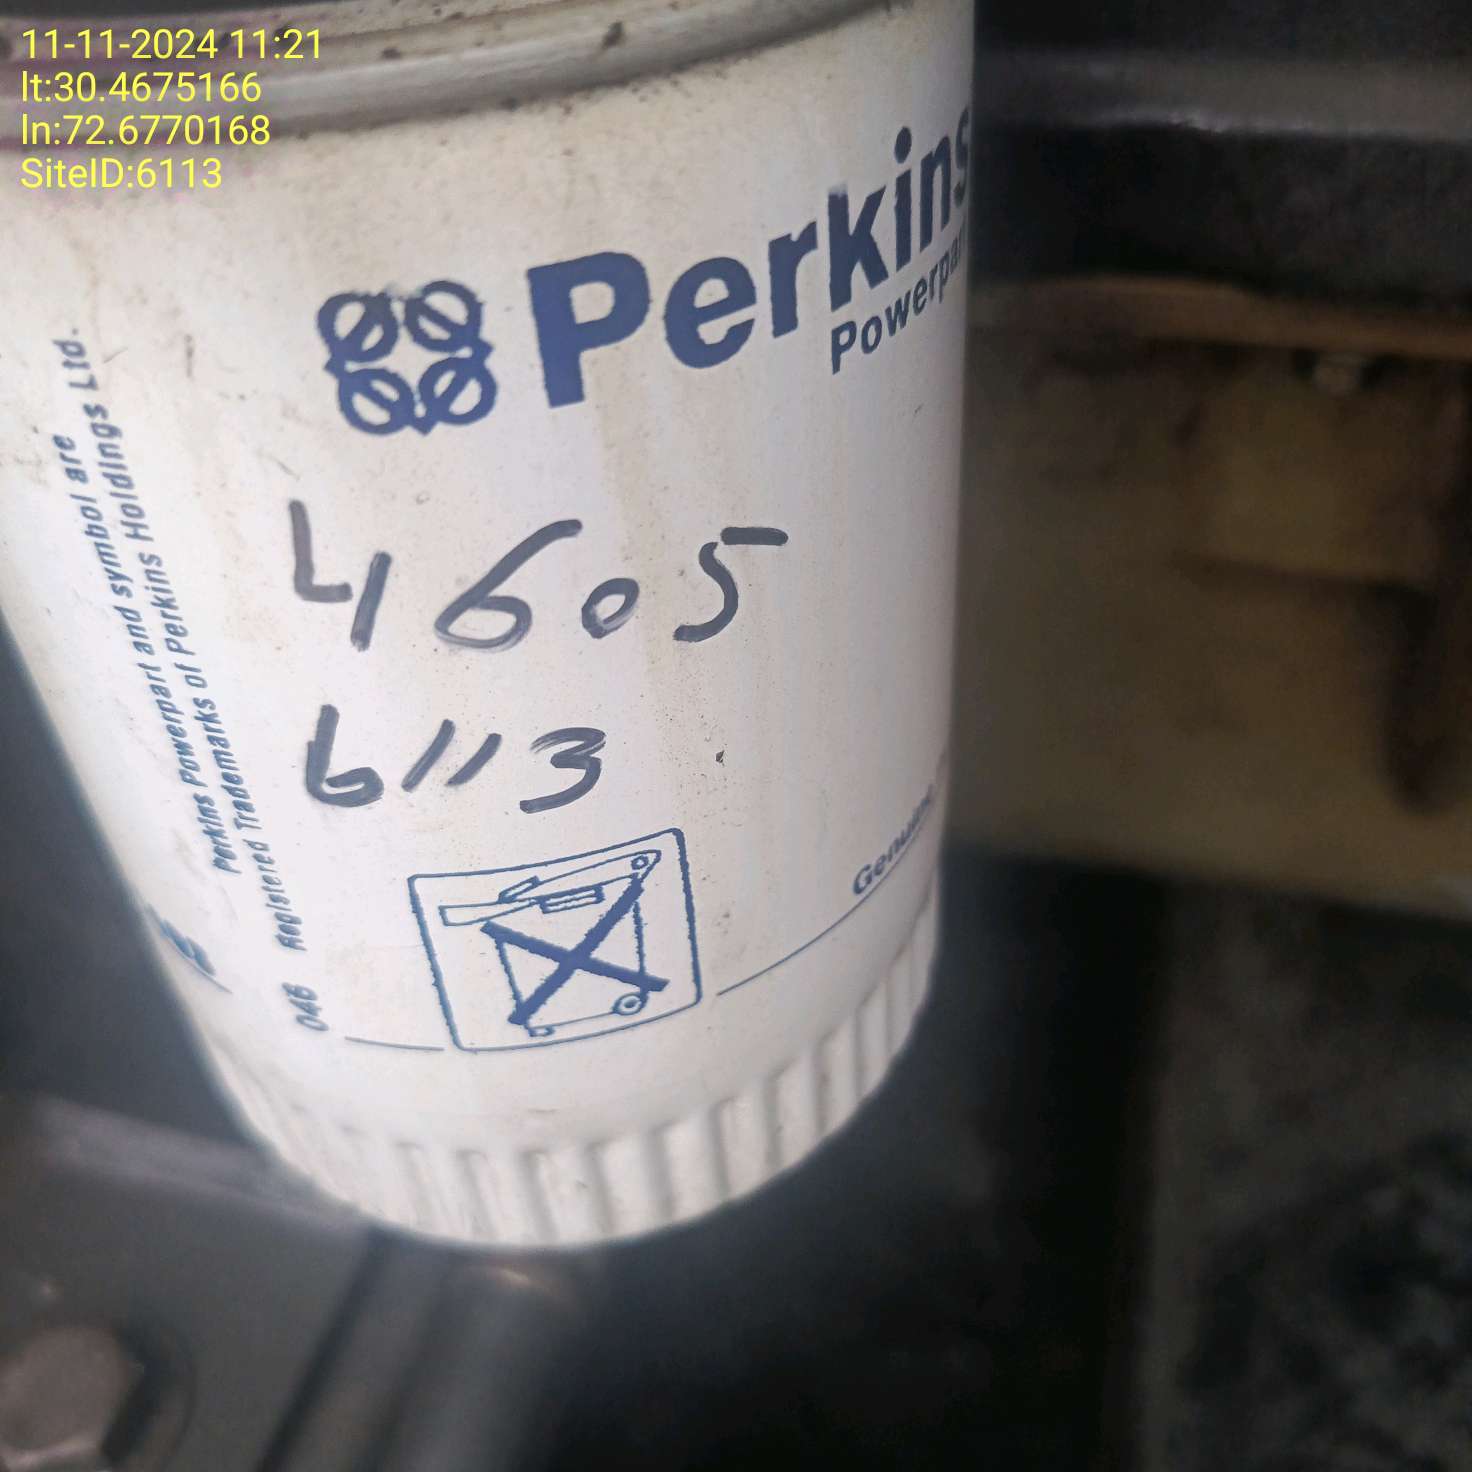 11-11-2024 11:21
lt:30.4675166
ln:72.6770168
SiteID:6113
Perkins
4605
6113
Perkins Powerpart and symbol are
Registered Trademarks of Perkins Holdings Ltd.
046